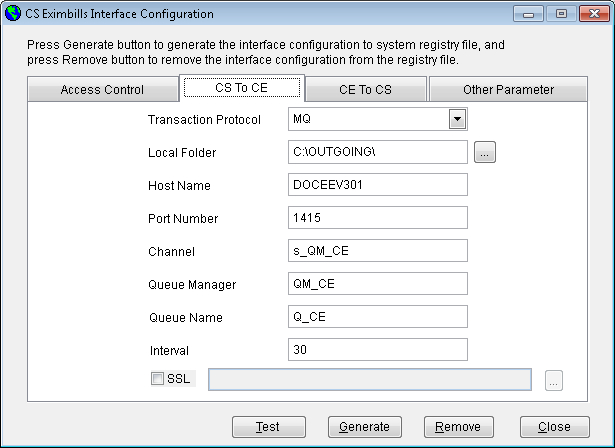 CS Eximbills Interface Configuration
Press Generate button to generate the interface configuration to system registry file, and
press Remove button to remove the interface configuration from the registry file.
Access Control CS To CE CE To CS Other Parameter
Transaction Protocol MQ
Local Folder C:\OUTGOING\ ...
Host Name DOCEEV301
Port Number 1415
Channel s_QM_CE
Queue Manager QM_CE
Queue Name Q_CE
Interval 30
SSL ...
Test Generate Remove Close